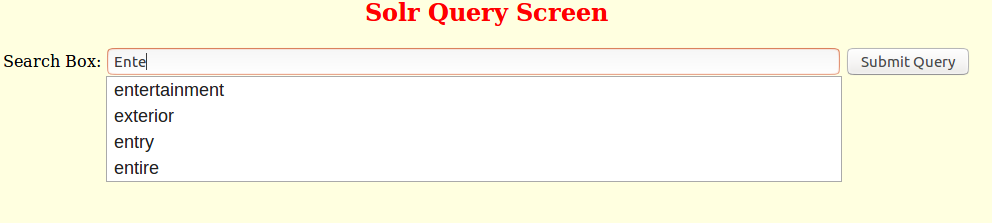 Solr Query Screen
Search Box: Ente Submit Query
entertainment
exterior
entry
entire